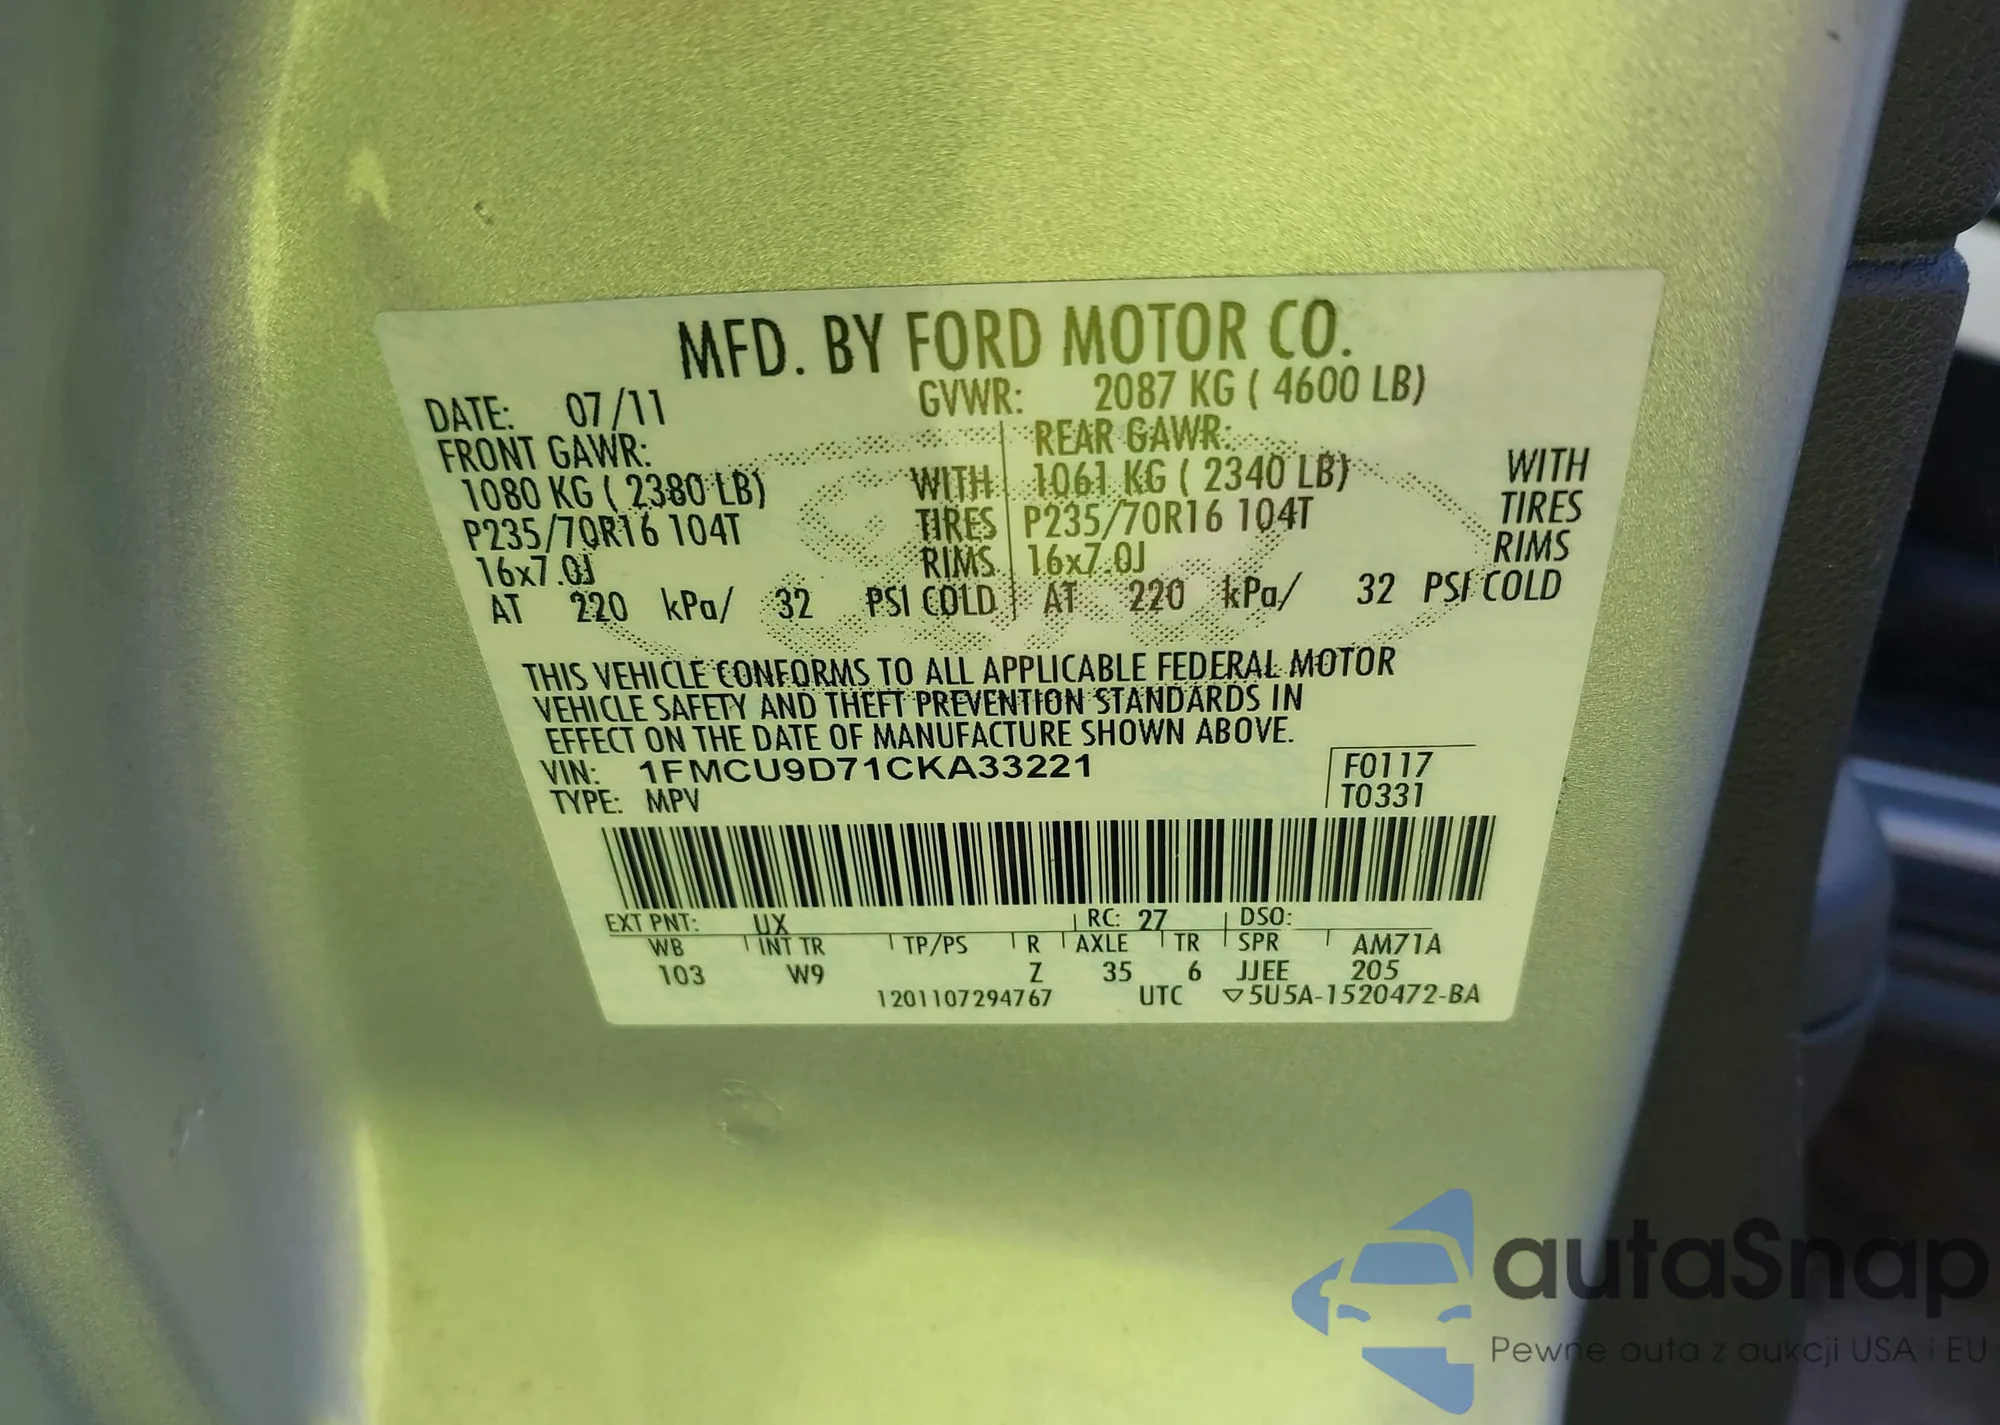 MFD. BY FORD MOTOR CO.
DATE: 07/11 GVWR: 2087 KG ( 4600 LB)
FRONT GAWR: REAR GAWR:
1080 KG ( 2380 LB) WITH 1061 KG ( 2340 LB) WITH
P235/70R16 104T TIRES P235/70R16 104T TIRES
16x7.0J RIMS 16x7.0J RIMS
AT 220 kPa/ 32 PSI COLD AT 220 kPa/ 32 PSI COLD
THIS VEHICLE CONFORMS TO ALL APPLICABLE FEDERAL MOTOR
VEHICLE SAFETY AND THEFT PREVENTION STANDARDS IN
EFFECT ON THE DATE OF MANUFACTURE SHOWN ABOVE.
VIN: 1FMCU9D71CKA33221 F0117
TYPE: MPV T0331
EXT PNT: UX RC: 27 DSO:
WB INT TR TP/PS R AXLE TR SPR AM71A
103 W9 Z 35 6 JJEE 205
1201107294767 UTC ▽5U5A-1520472-BA
autaSnap
Pewne auta z aukcji USA i EU